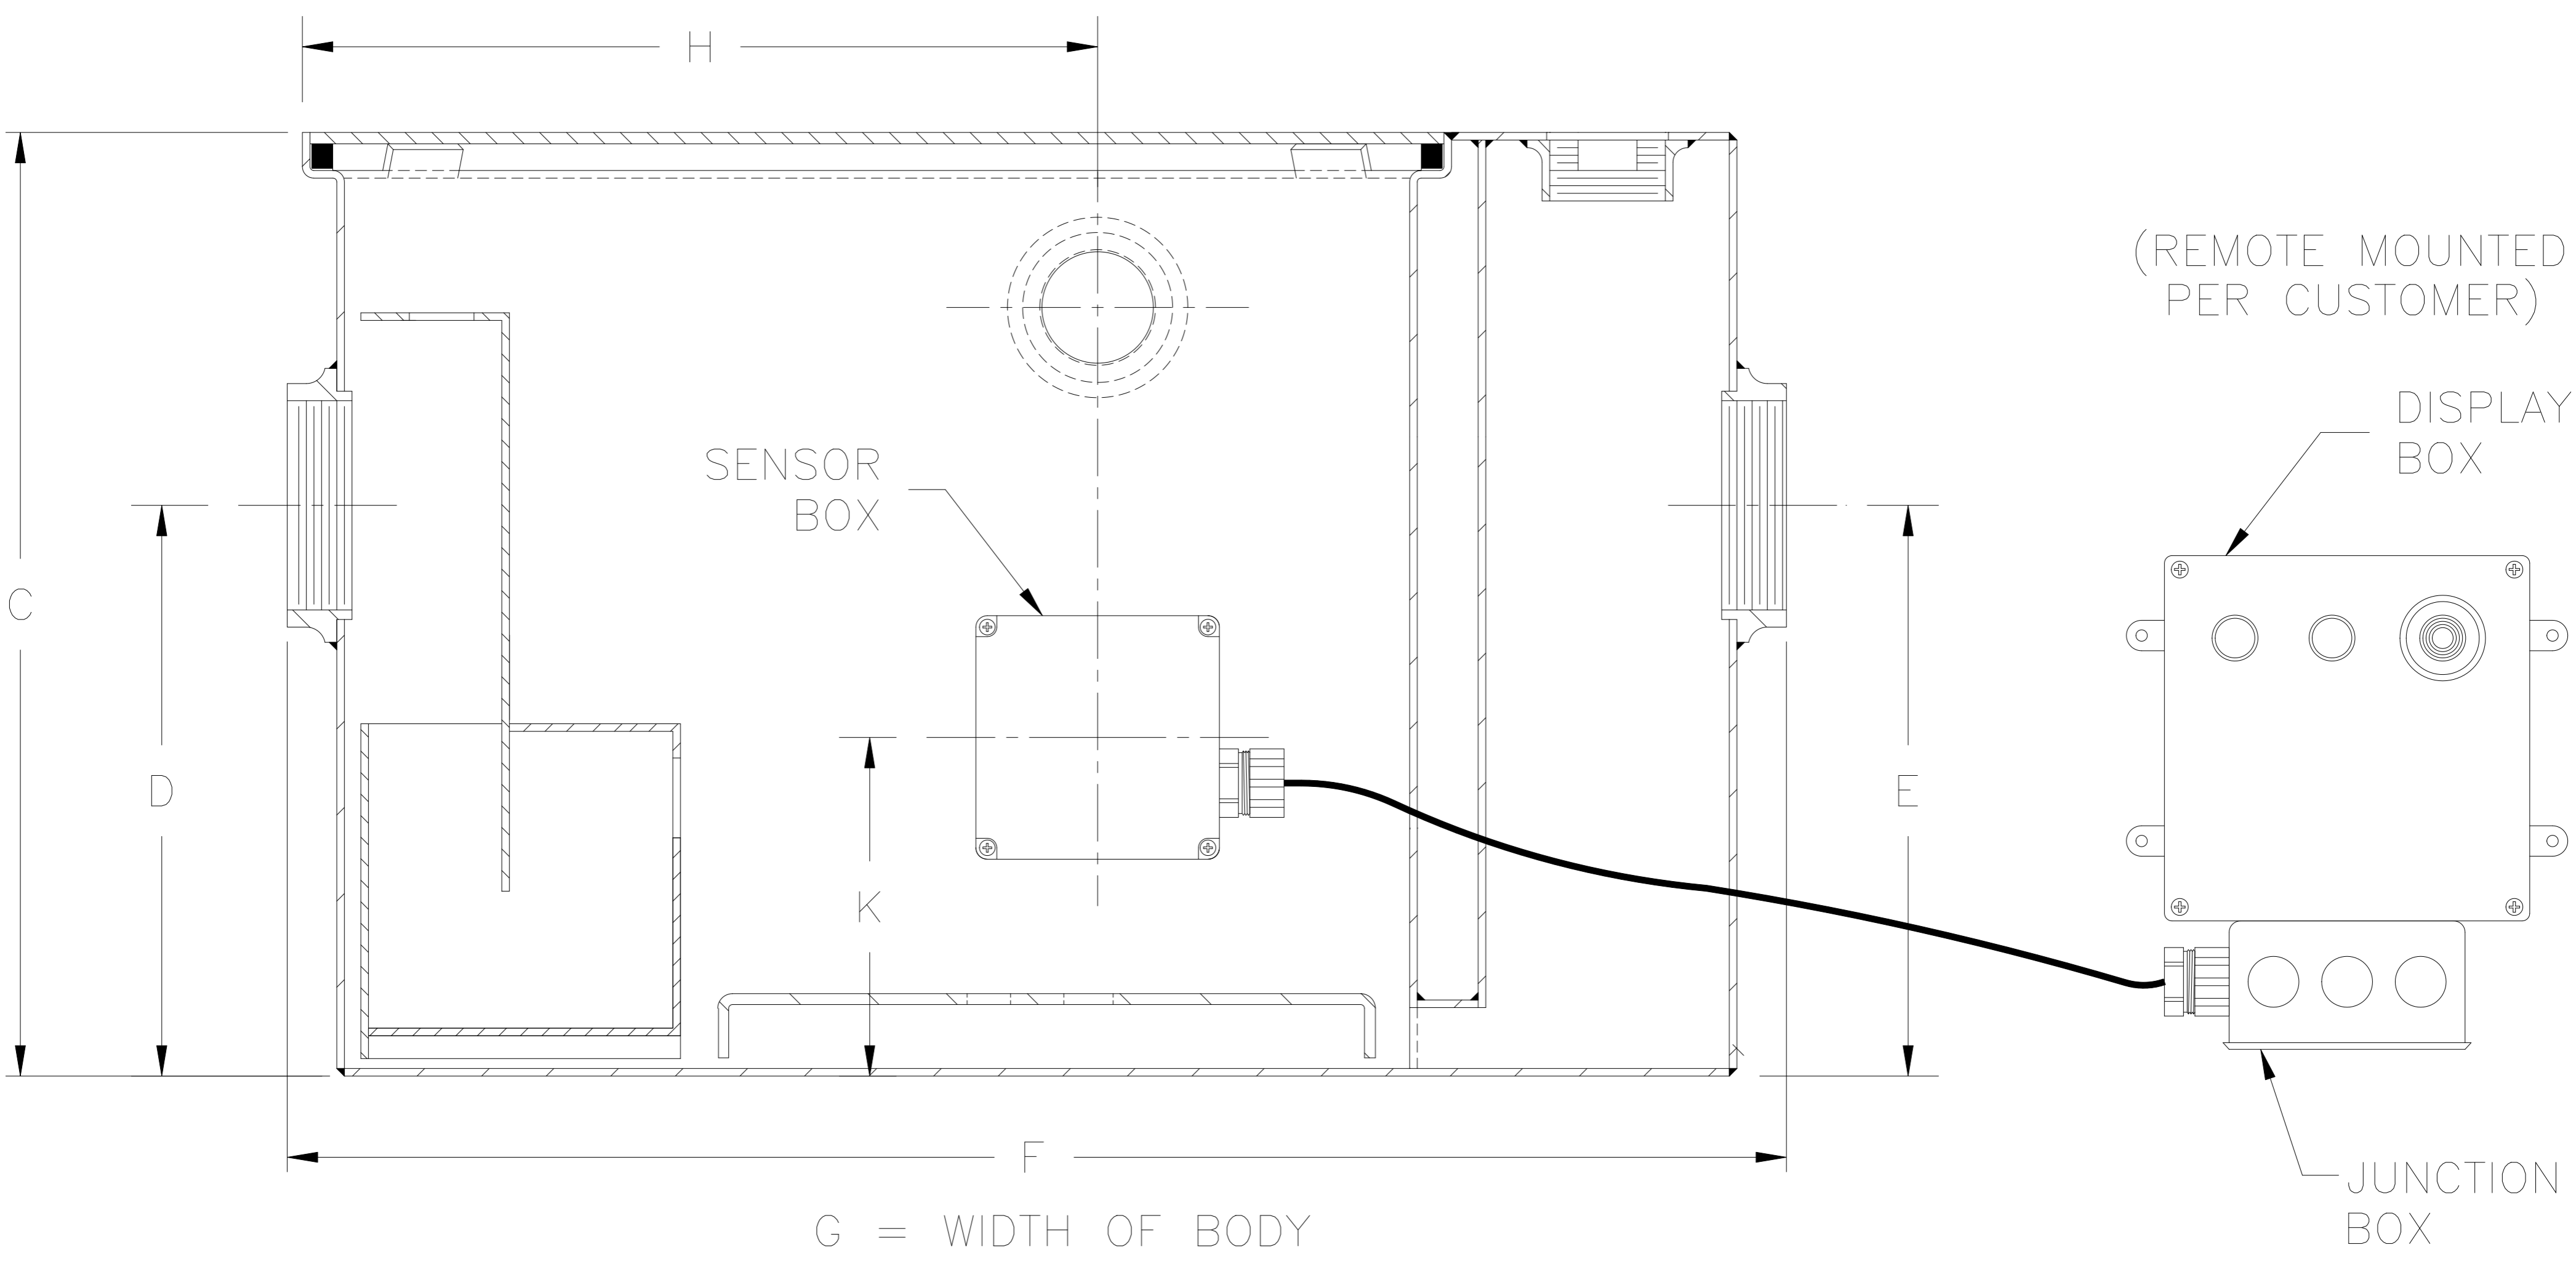 H
(REMOTE MOUNTED
PER CUSTOMER)
DISPLAY
BOX
SENSOR
BOX
C
D
E
K
F
JUNCTION
BOX
G = WIDTH OF BODY